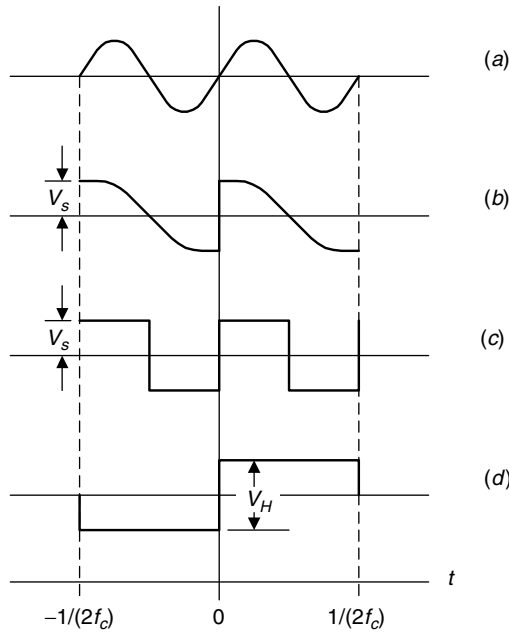 (a)
V_s
(b)
V_s
(c)
V_H
(d)
t
−1/(2f_c)
0
1/(2f_c)